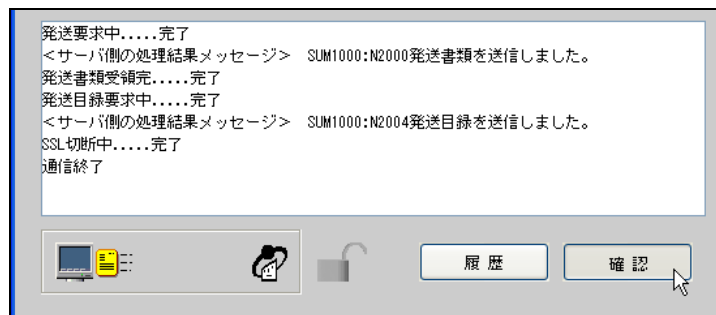 発送要求中.....完了
<サーバ側の処理結果メッセージ>　SUM1000:N2000発送書類を送信しました。
発送書類受領完.....完了
発送目録要求中.....完了
<サーバ側の処理結果メッセージ>　SUM1000:N2004発送目録を送信しました。
SSL切断中.....完了
通信終了
履歴
確認